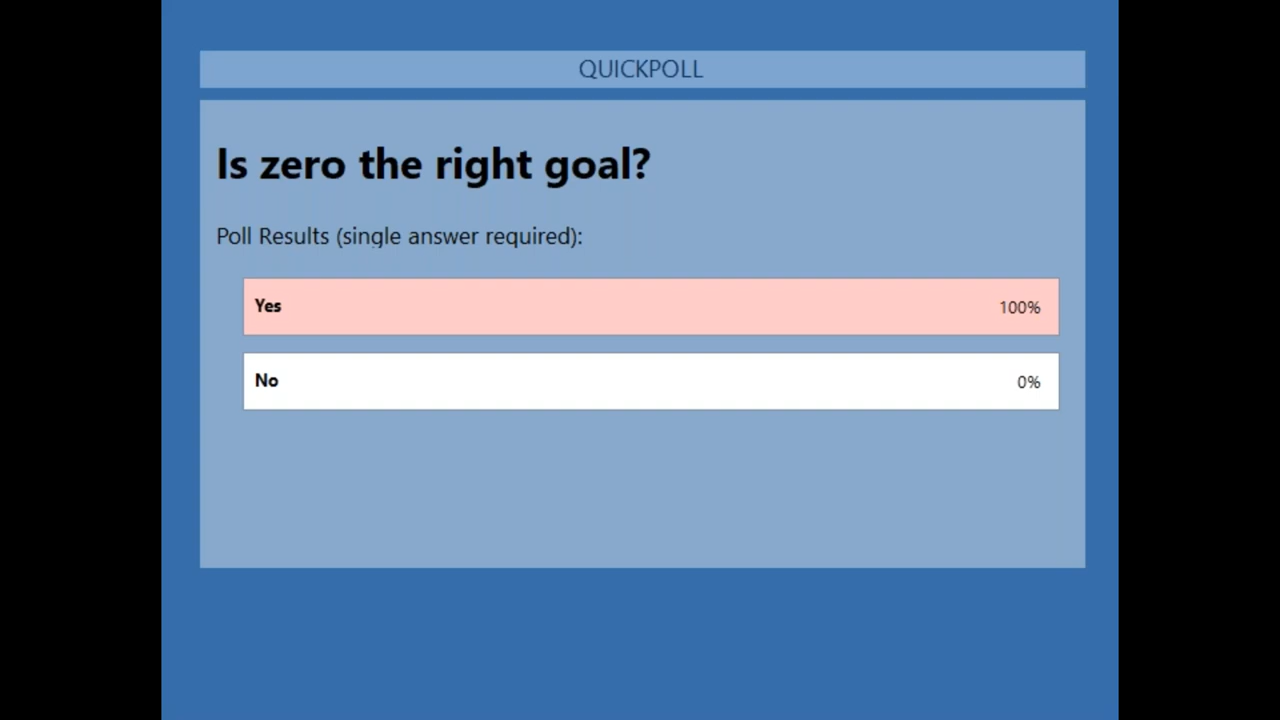 QUICKPOLL
Is zero the right goal?
Poll Results (single answer required):
Yes 100%
No 0%